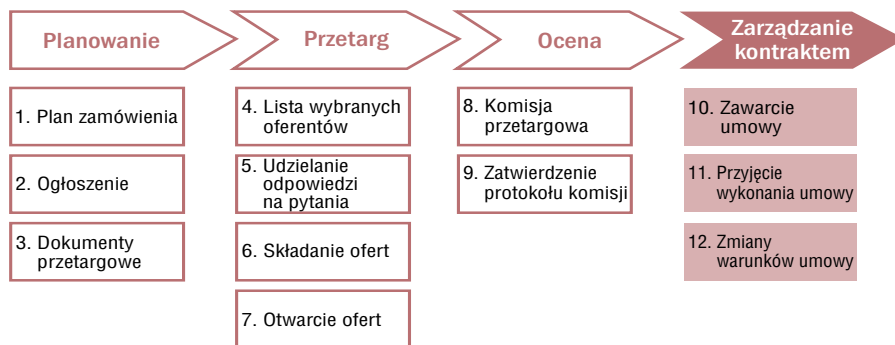 Planowanie
Przetarg
Ocena
Zarządzanie
kontraktem
1. Plan zamówienia
2. Ogłoszenie
3. Dokumenty
przetargowe
4. Lista wybranych
oferentów
5. Udzielanie
odpowiedzi
na pytania
6. Składanie ofert
7. Otwarcie ofert
8. Komisja
przetargowa
9. Zatwierdzenie
protokołu komisji
10. Zawarcie
umowy
11. Przyjęcie
wykonania umowy
12. Zmiany
warunków umowy